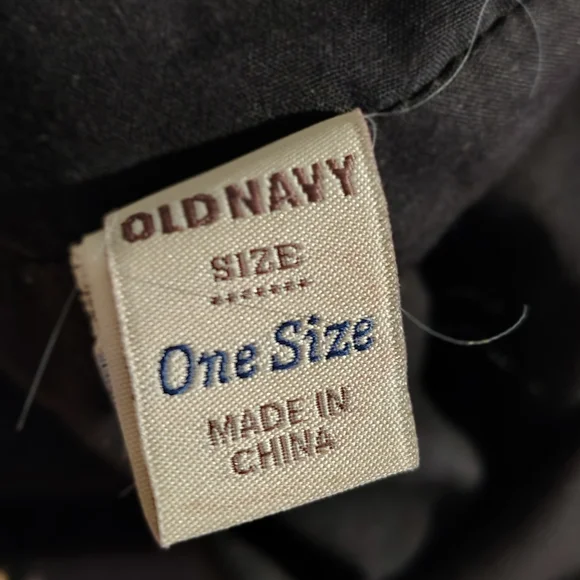 OLD NAVY
SIZE
One Size
MADE IN
CHINA